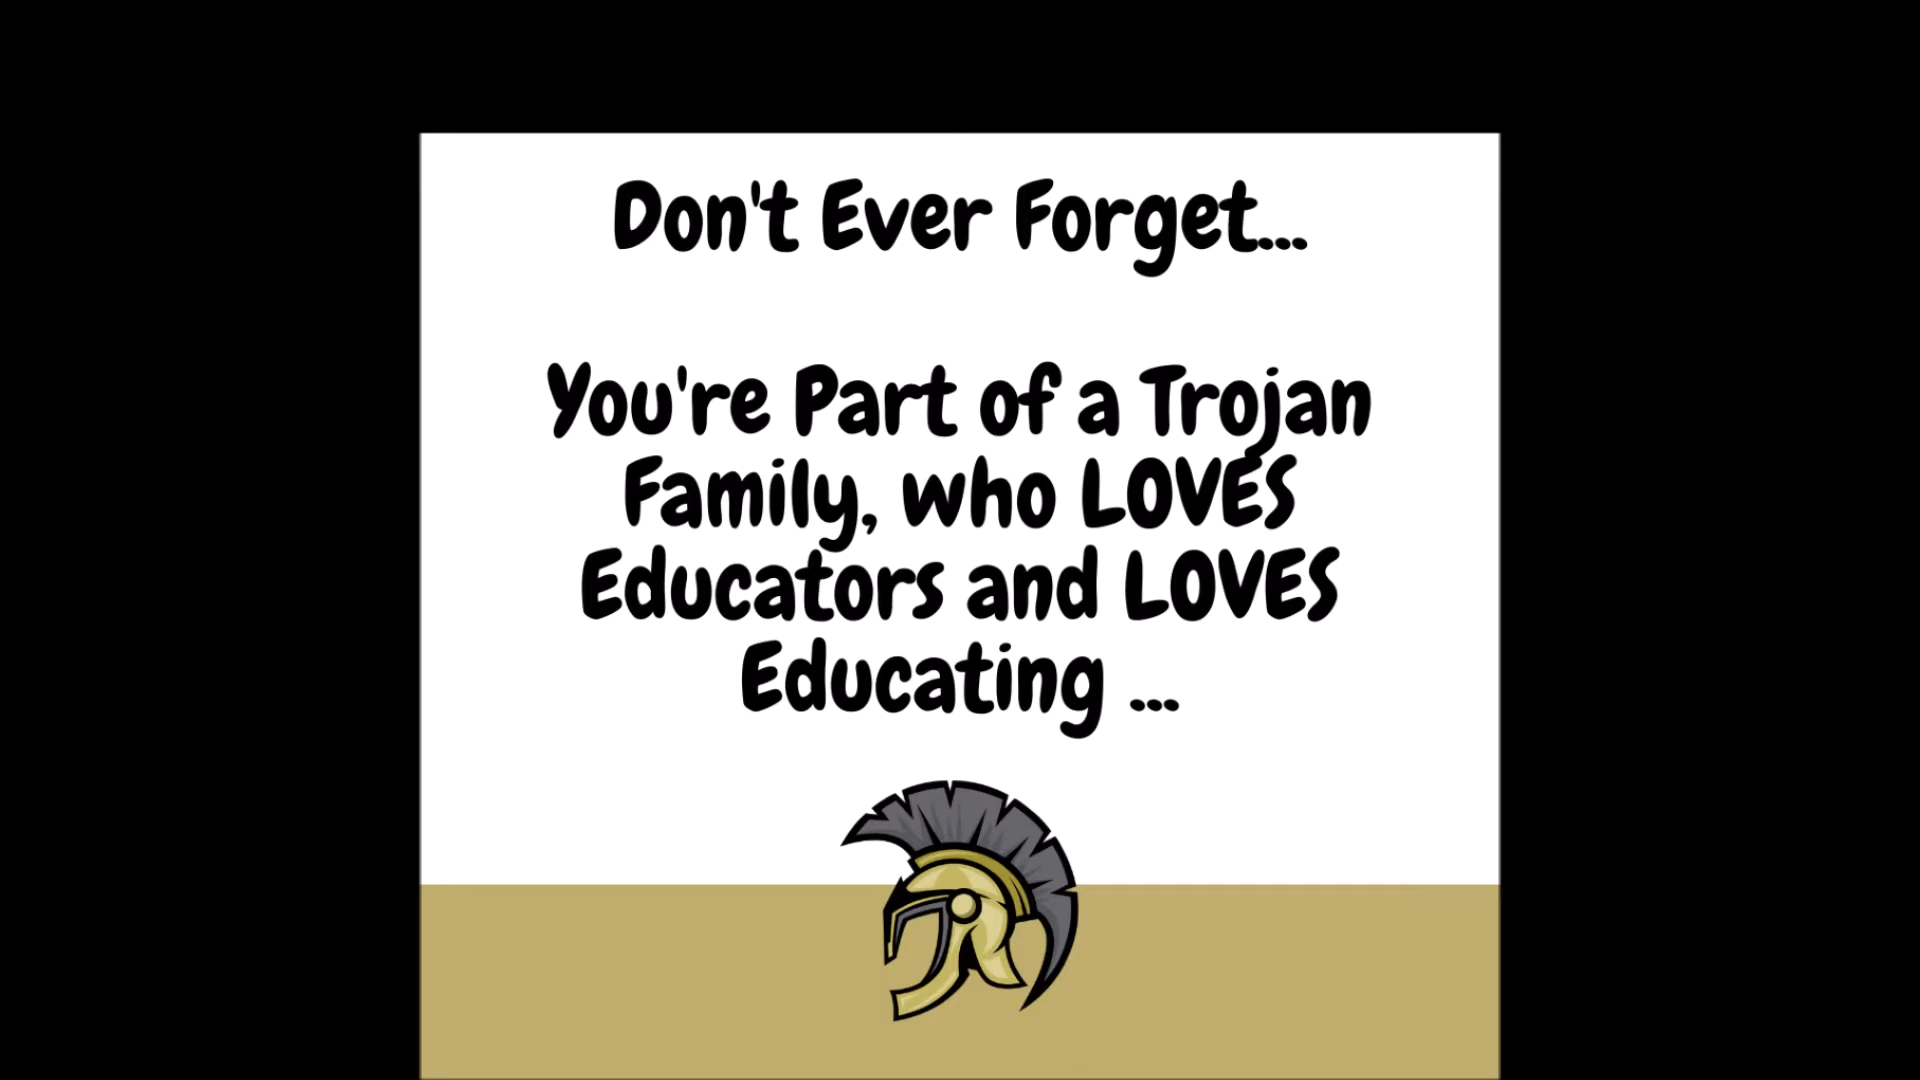 Don't Ever Forget...
You're Part of a Trojan
Family, who LOVES
Educators and LOVES
Educating ...